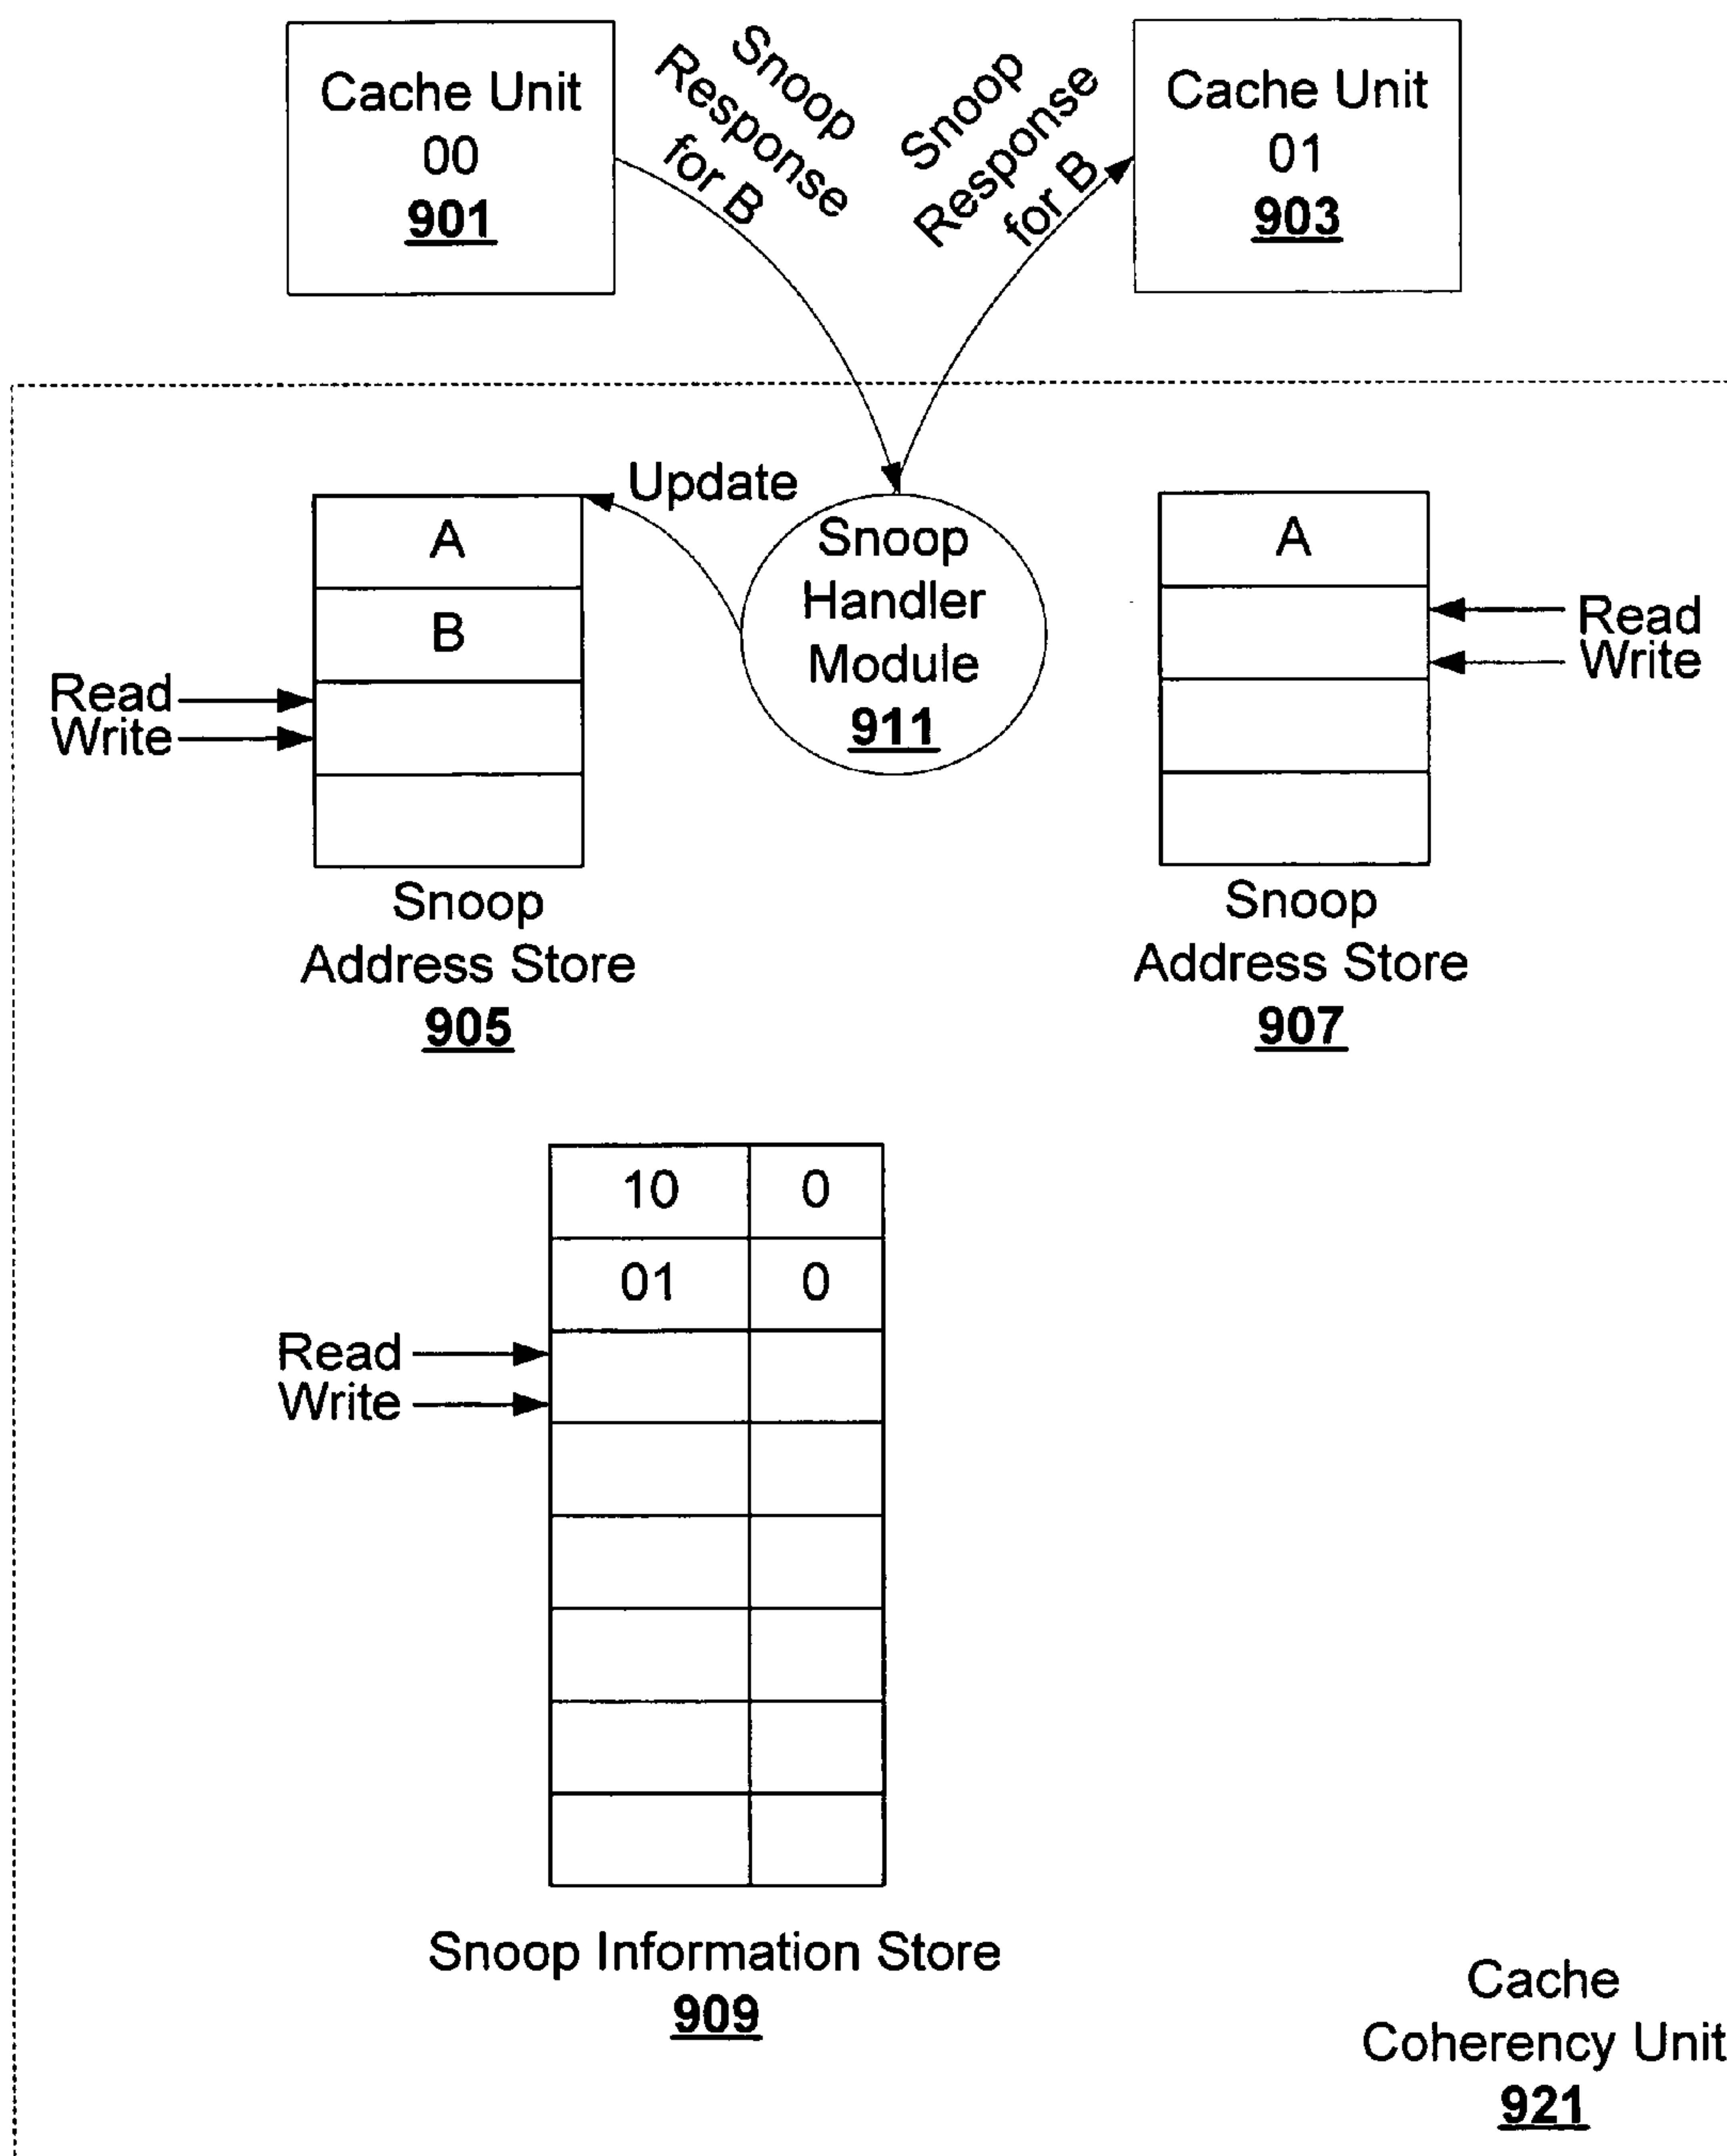 Cache Unit
00
901
Snoop
Response
for B
Snoop
Response
for B
Cache Unit
01
903
Update
A
B
Read
Write
Snoop
Handler
Module
911
A
Read
Write
Snoop
Address Store
905
Snoop
Address Store
907
10 0
01 0
Read
Write
Snoop Information Store
909
Cache
Coherency Unit
921